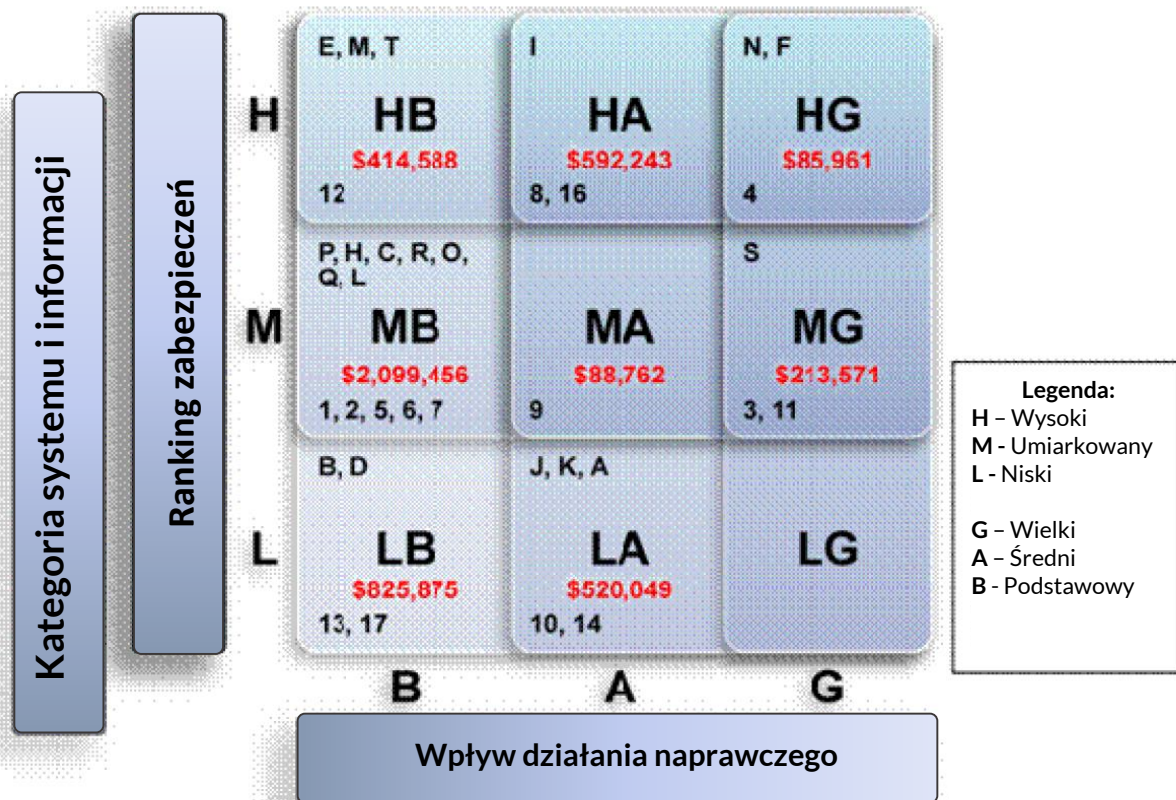 Kategoria systemu i informacji
Ranking zabezpieczeń
H
E, M, T
HB
$414,588
12
I
HA
$592,243
8, 16
N, F
HG
$85,961
4
M
P, H, C, R, O,
Q, L
MB
$2,099,456
1, 2, 5, 6, 7
MA
$88,762
9
S
MG
$213,571
3, 11
L
B, D
LB
$825,875
13, 17
J, K, A
LA
$520,049
10, 14
LG
B
A
G
Wpływ działania naprawczego
Legenda:
H – Wysoki
M - Umiarkowany
L - Niski
G – Wielki
A – Średni
B - Podstawowy